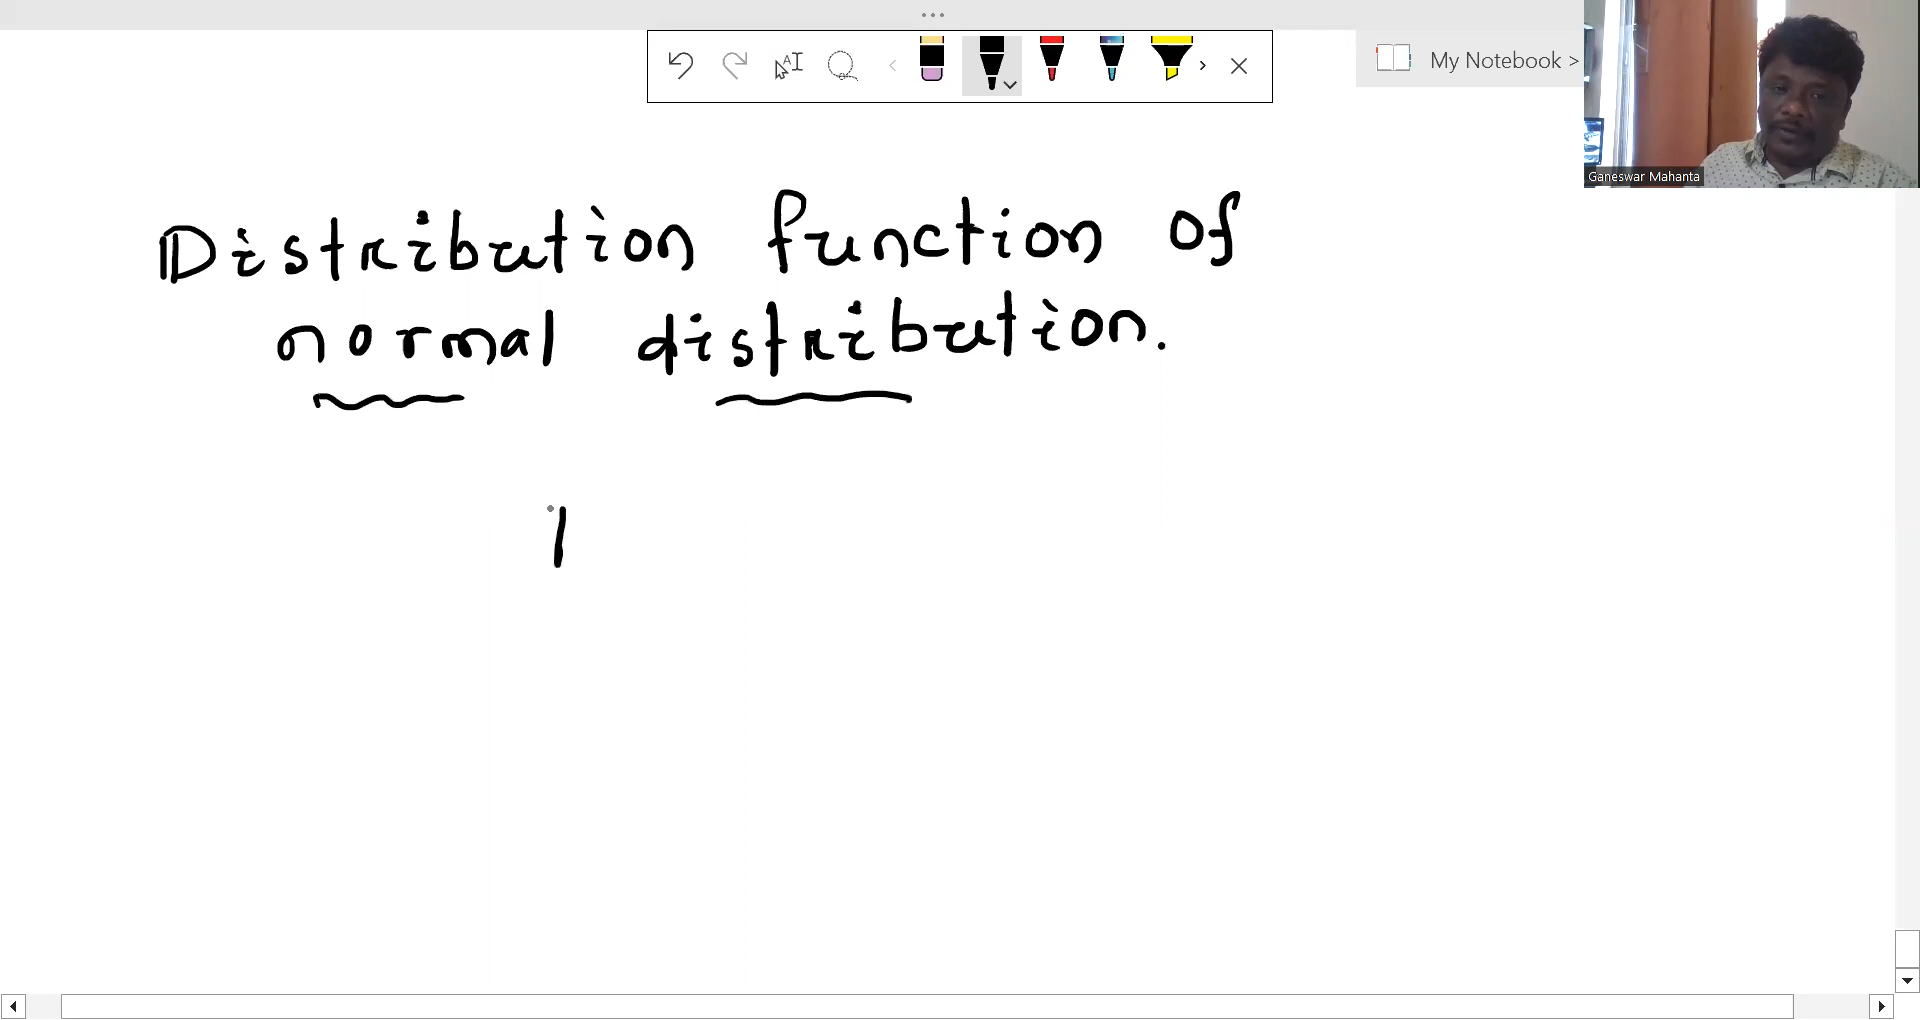 My Notebook >
Ganeswar Mahanta
Distribution function of
normal distribution.